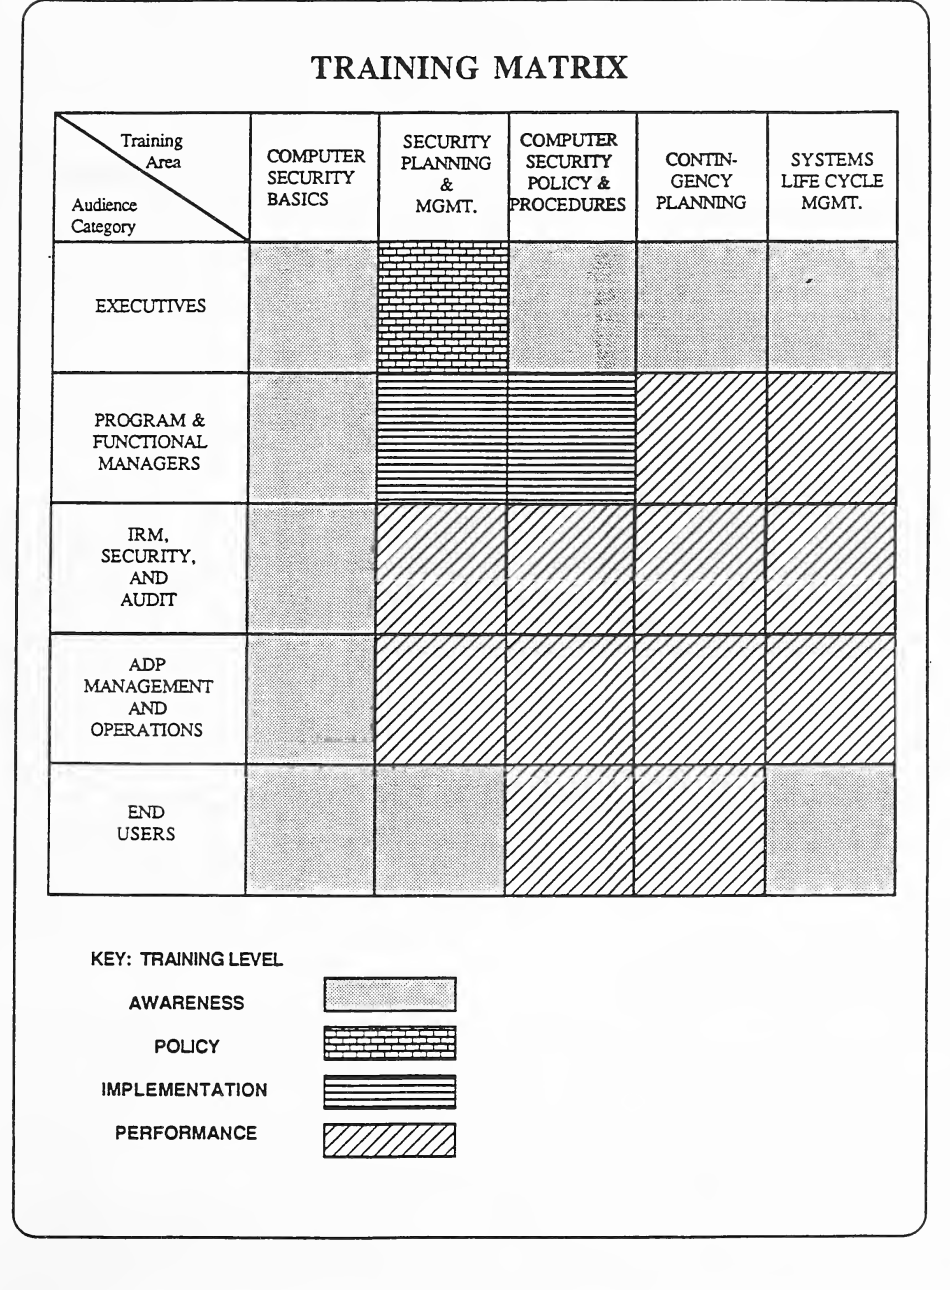 TRAINING MATRIX
Training
Area
Audience
Category
COMPUTER
SECURITY
BASICS
SECURITY
PLANNING
&
MGMT.
COMPUTER
SECURITY
POLICY &
PROCEDURES
CONTIN-
GENCY
PLANNING
SYSTEMS
LIFE CYCLE
MGMT.
EXECUTIVES
PROGRAM &
FUNCTIONAL
MANAGERS
IRM,
SECURITY,
AND
AUDIT
ADP
MANAGEMENT
AND
OPERATIONS
END
USERS
KEY: TRAINING LEVEL
AWARENESS
POLICY
IMPLEMENTATION
PERFORMANCE